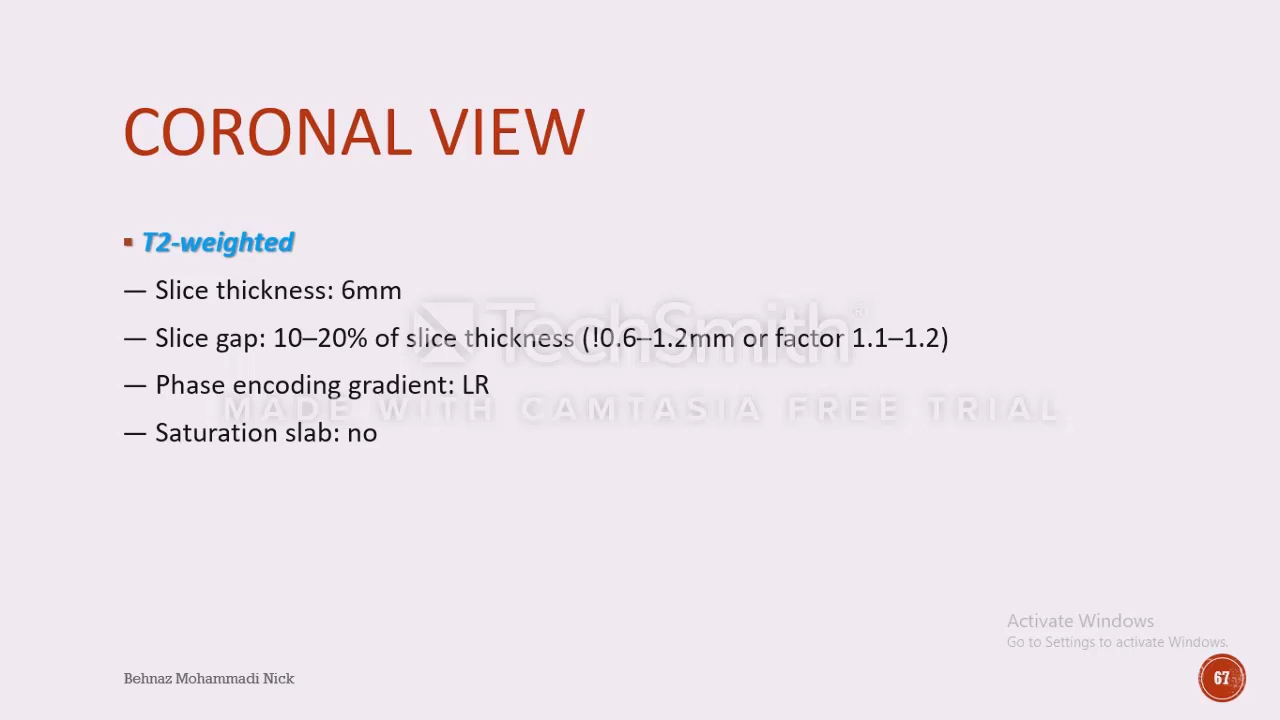 CORONAL VIEW
▪ T2-weighted
— Slice thickness: 6mm
— Slice gap: 10–20% of slice thickness (!0.6–1.2mm or factor 1.1–1.2)
— Phase encoding gradient: LR
— Saturation slab: no
TechSmith®
MADE WITH CAMTASIA FREE TRIAL
Activate Windows
Go to Settings to activate Windows.
Behnaz Mohammadi Nick
67